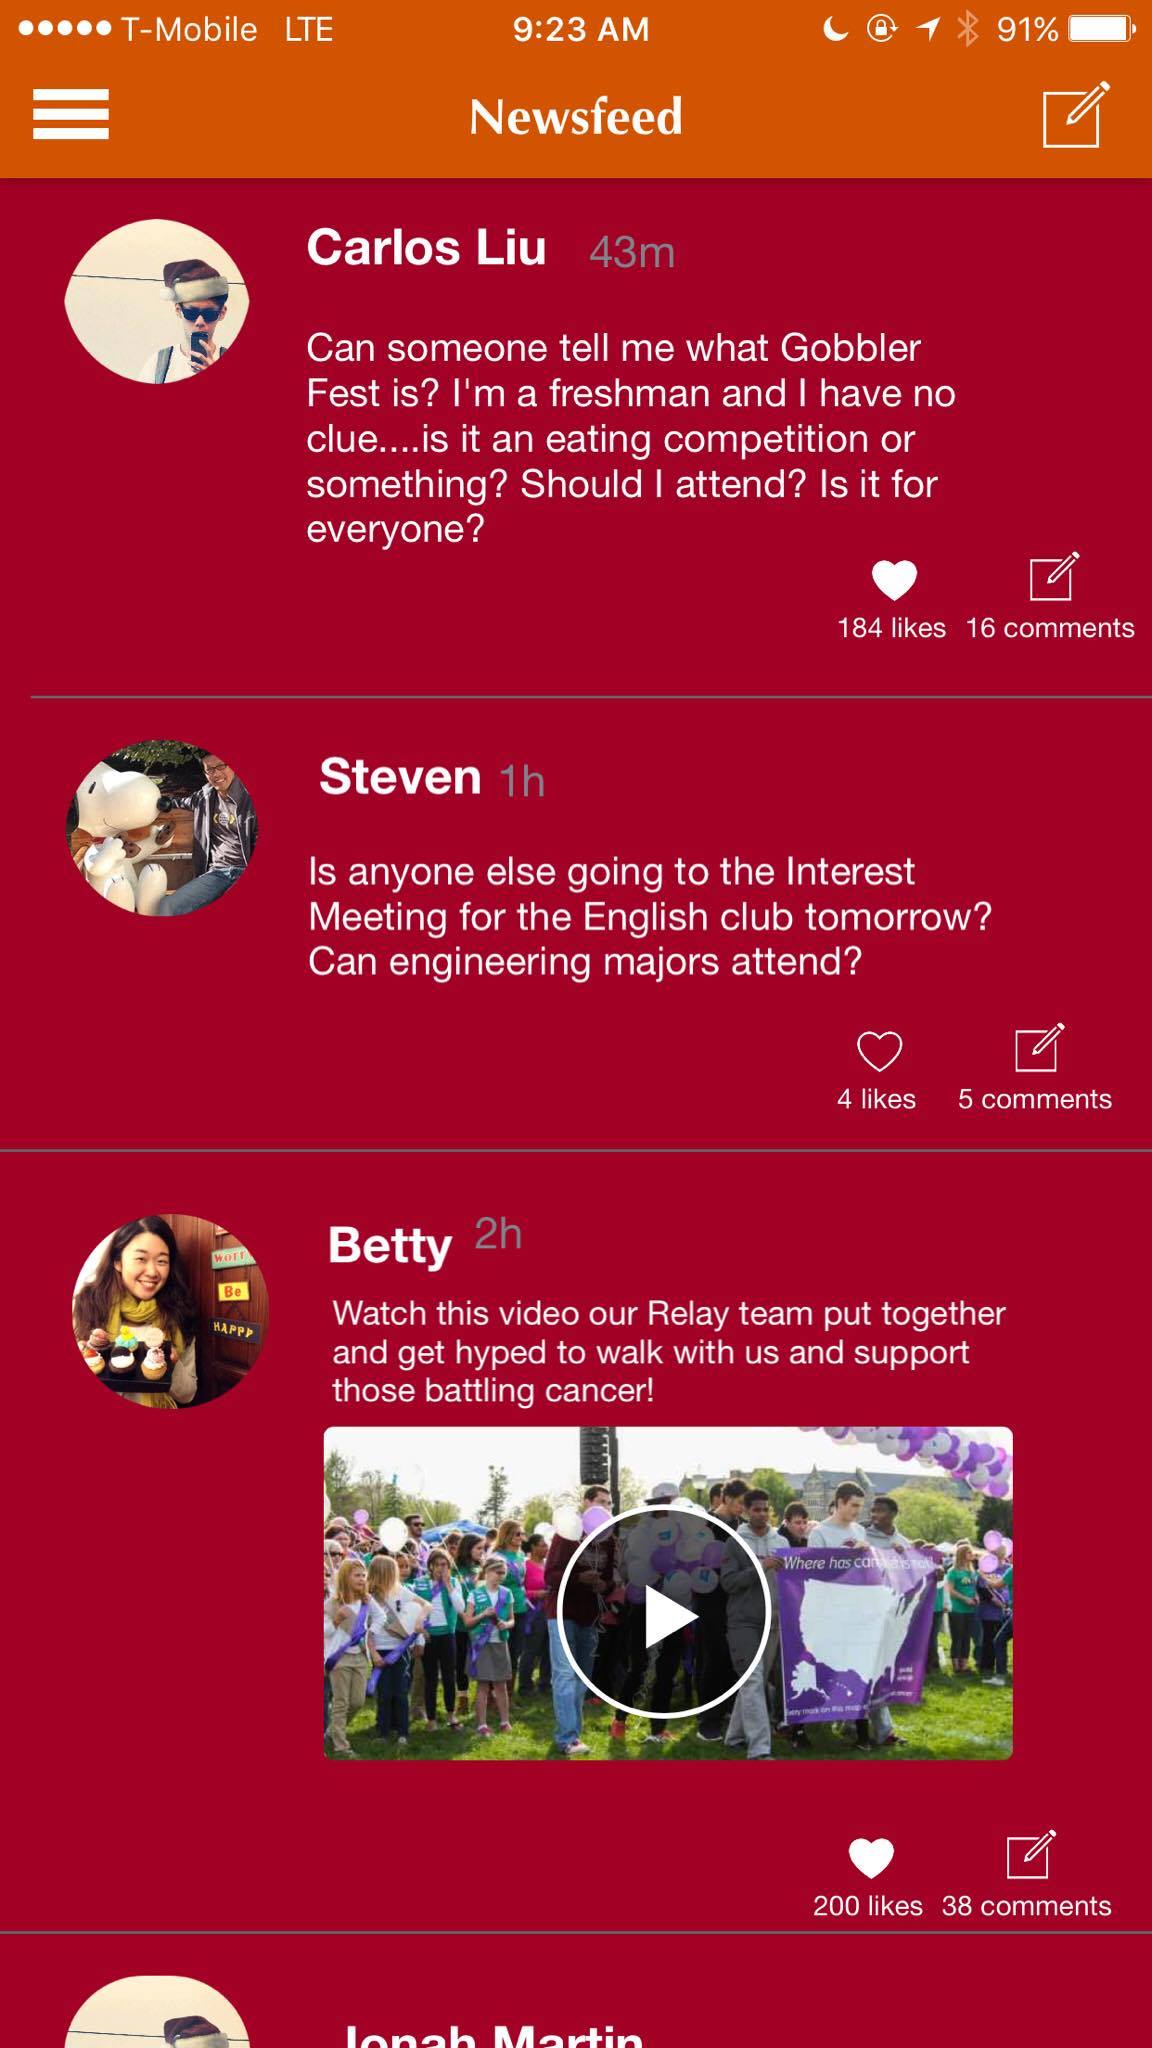 T-Mobile LTE 9:23 AM 91%
Newsfeed
Carlos Liu 43m
Can someone tell me what Gobbler
Fest is? I'm a freshman and I have no
clue....is it an eating competition or
something? Should I attend? Is it for
everyone?
184 likes 16 comments
Steven 1h
Is anyone else going to the Interest
Meeting for the English club tomorrow?
Can engineering majors attend?
4 likes 5 comments
Betty 2h
Be
HAPPP
Watch this video our Relay team put together
and get hyped to walk with us and support
those battling cancer!
Where has
200 likes 38 comments
Jonah Martin